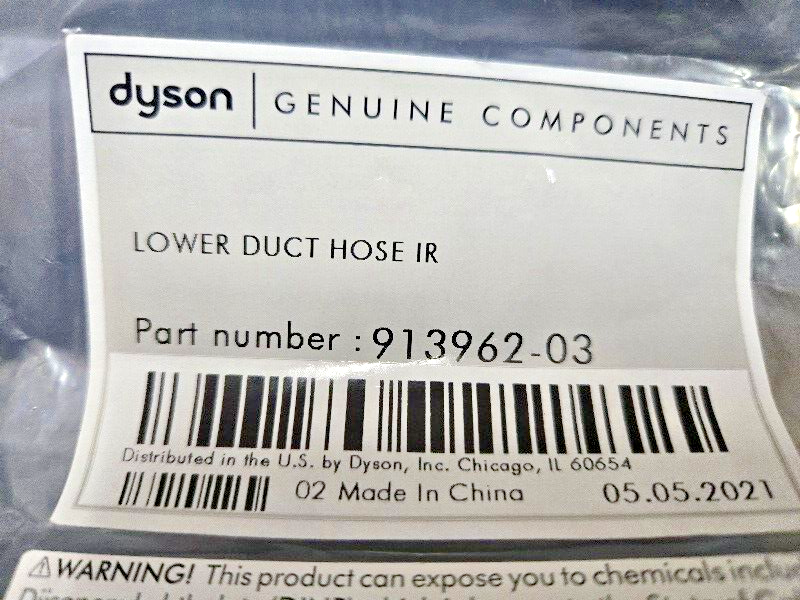 dyson | GENUINE COMPONENTS
LOWER DUCT HOSE IR
Part number : 913962-03
Distributed in the U.S. by Dyson, Inc. Chicago, IL 60654
02 Made In China 05.05.2021
⚠WARNING! This product can expose you to chemicals